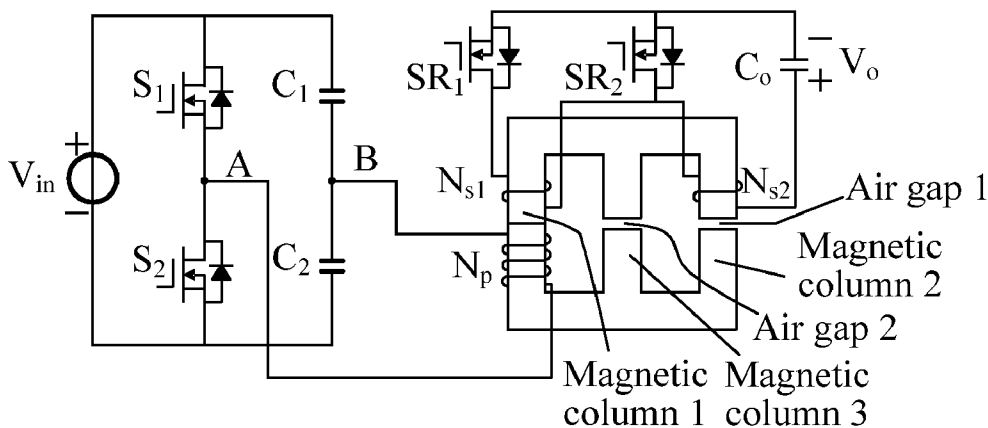 S1
C1
SR1
SR2
Co
−
+
Vo
+
−
Vin
A
B
Ns1
Ns2
Air gap 1
S2
C2
Np
Magnetic
column 2
Air gap 2
Magnetic
column 1
Magnetic
column 3